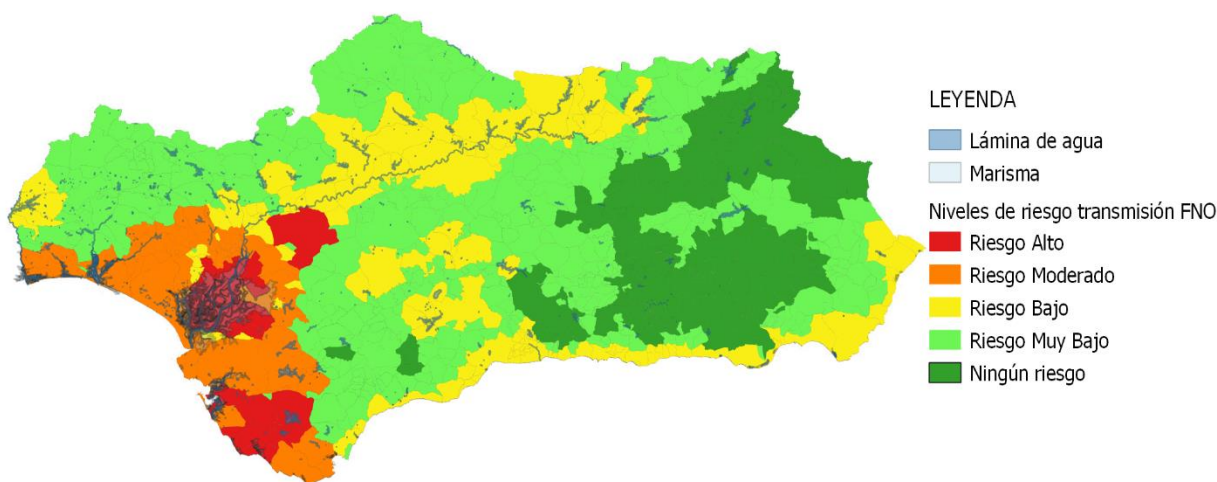 LEYENDA
Lámina de agua
Marisma
Niveles de riesgo transmisión FNO
Riesgo Alto
Riesgo Moderado
Riesgo Bajo
Riesgo Muy Bajo
Ningún riesgo